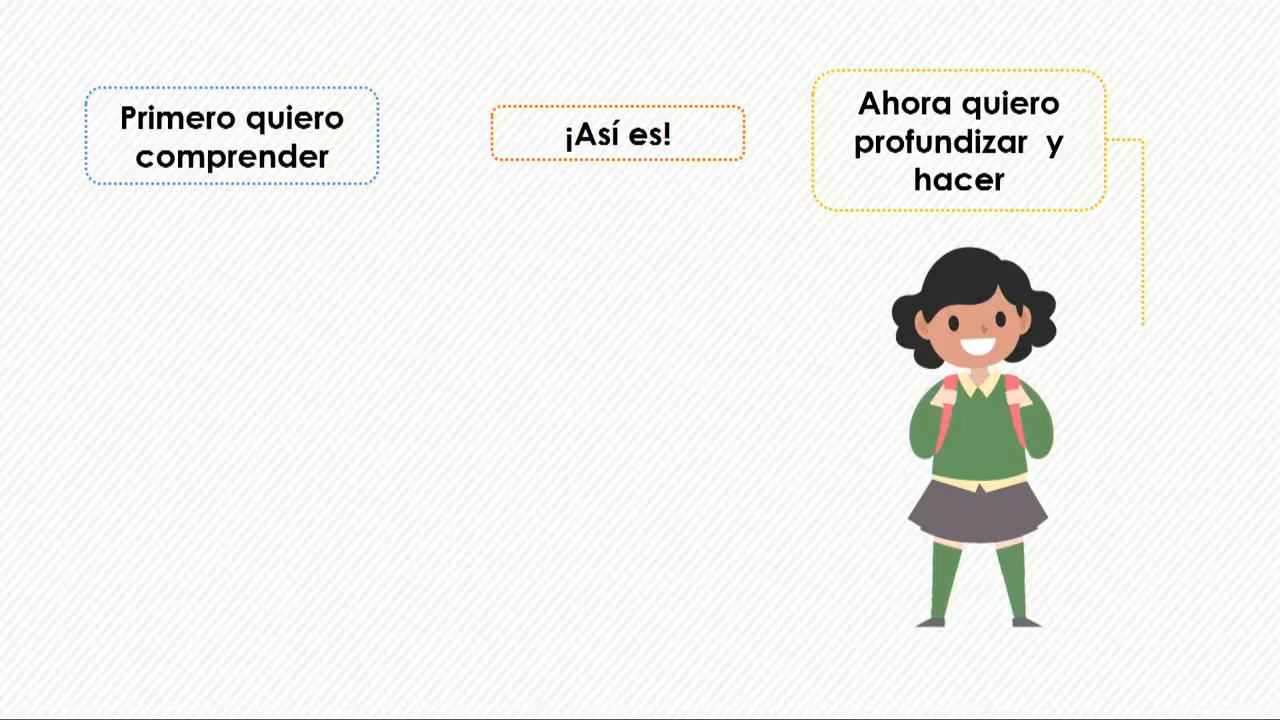 Primero quiero
comprender
¡Así es!
Ahora quiero
profundizar  y
hacer